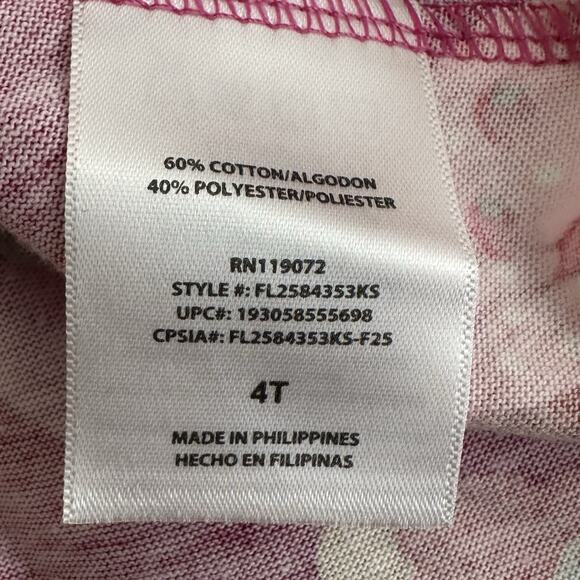 60% COTTON/ALGODON
40% POLYESTER/POLIESTER
RN119072
STYLE #: FL2584353KS
UPC#: 193058555698
CPSIA#: FL2584353KS-F25
4T
MADE IN PHILIPPINES
HECHO EN FILIPINAS